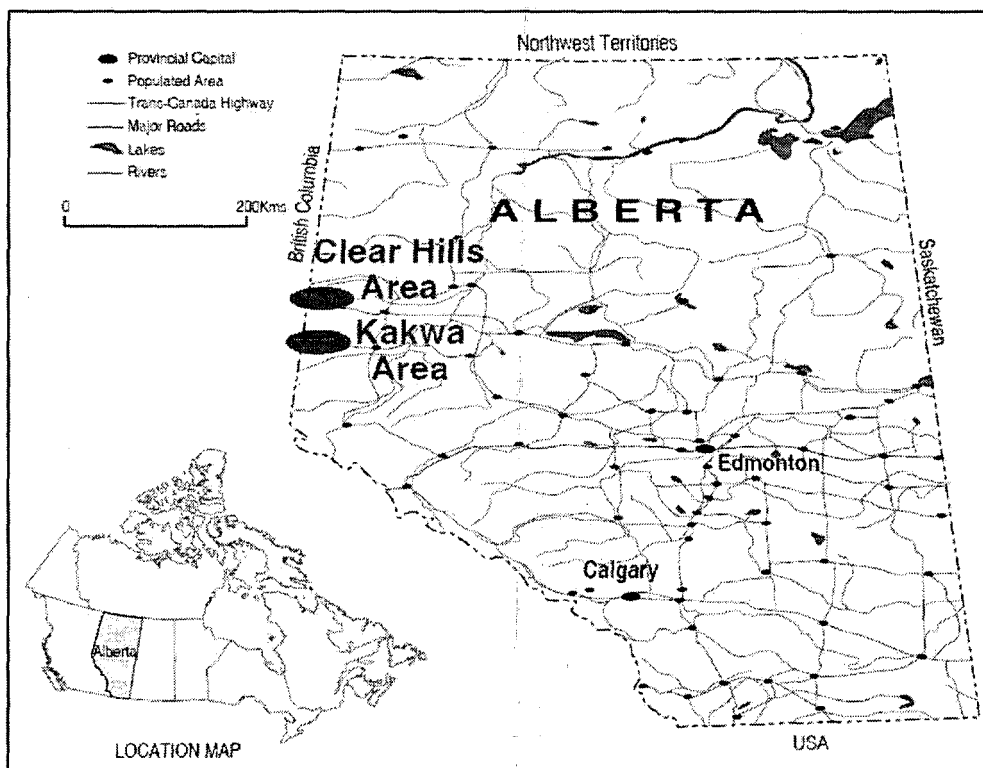 Northwest Territories
Provincial Capital
Populated Area
Trans-Canada Highway
Major Roads
Lakes
Rivers
0 200Kms
British Columbia
ALBERTA
Saskatchewan
Clear Hills
Area
Kakwa
Area
Edmonton
Calgary
Alberta
LOCATION MAP
USA